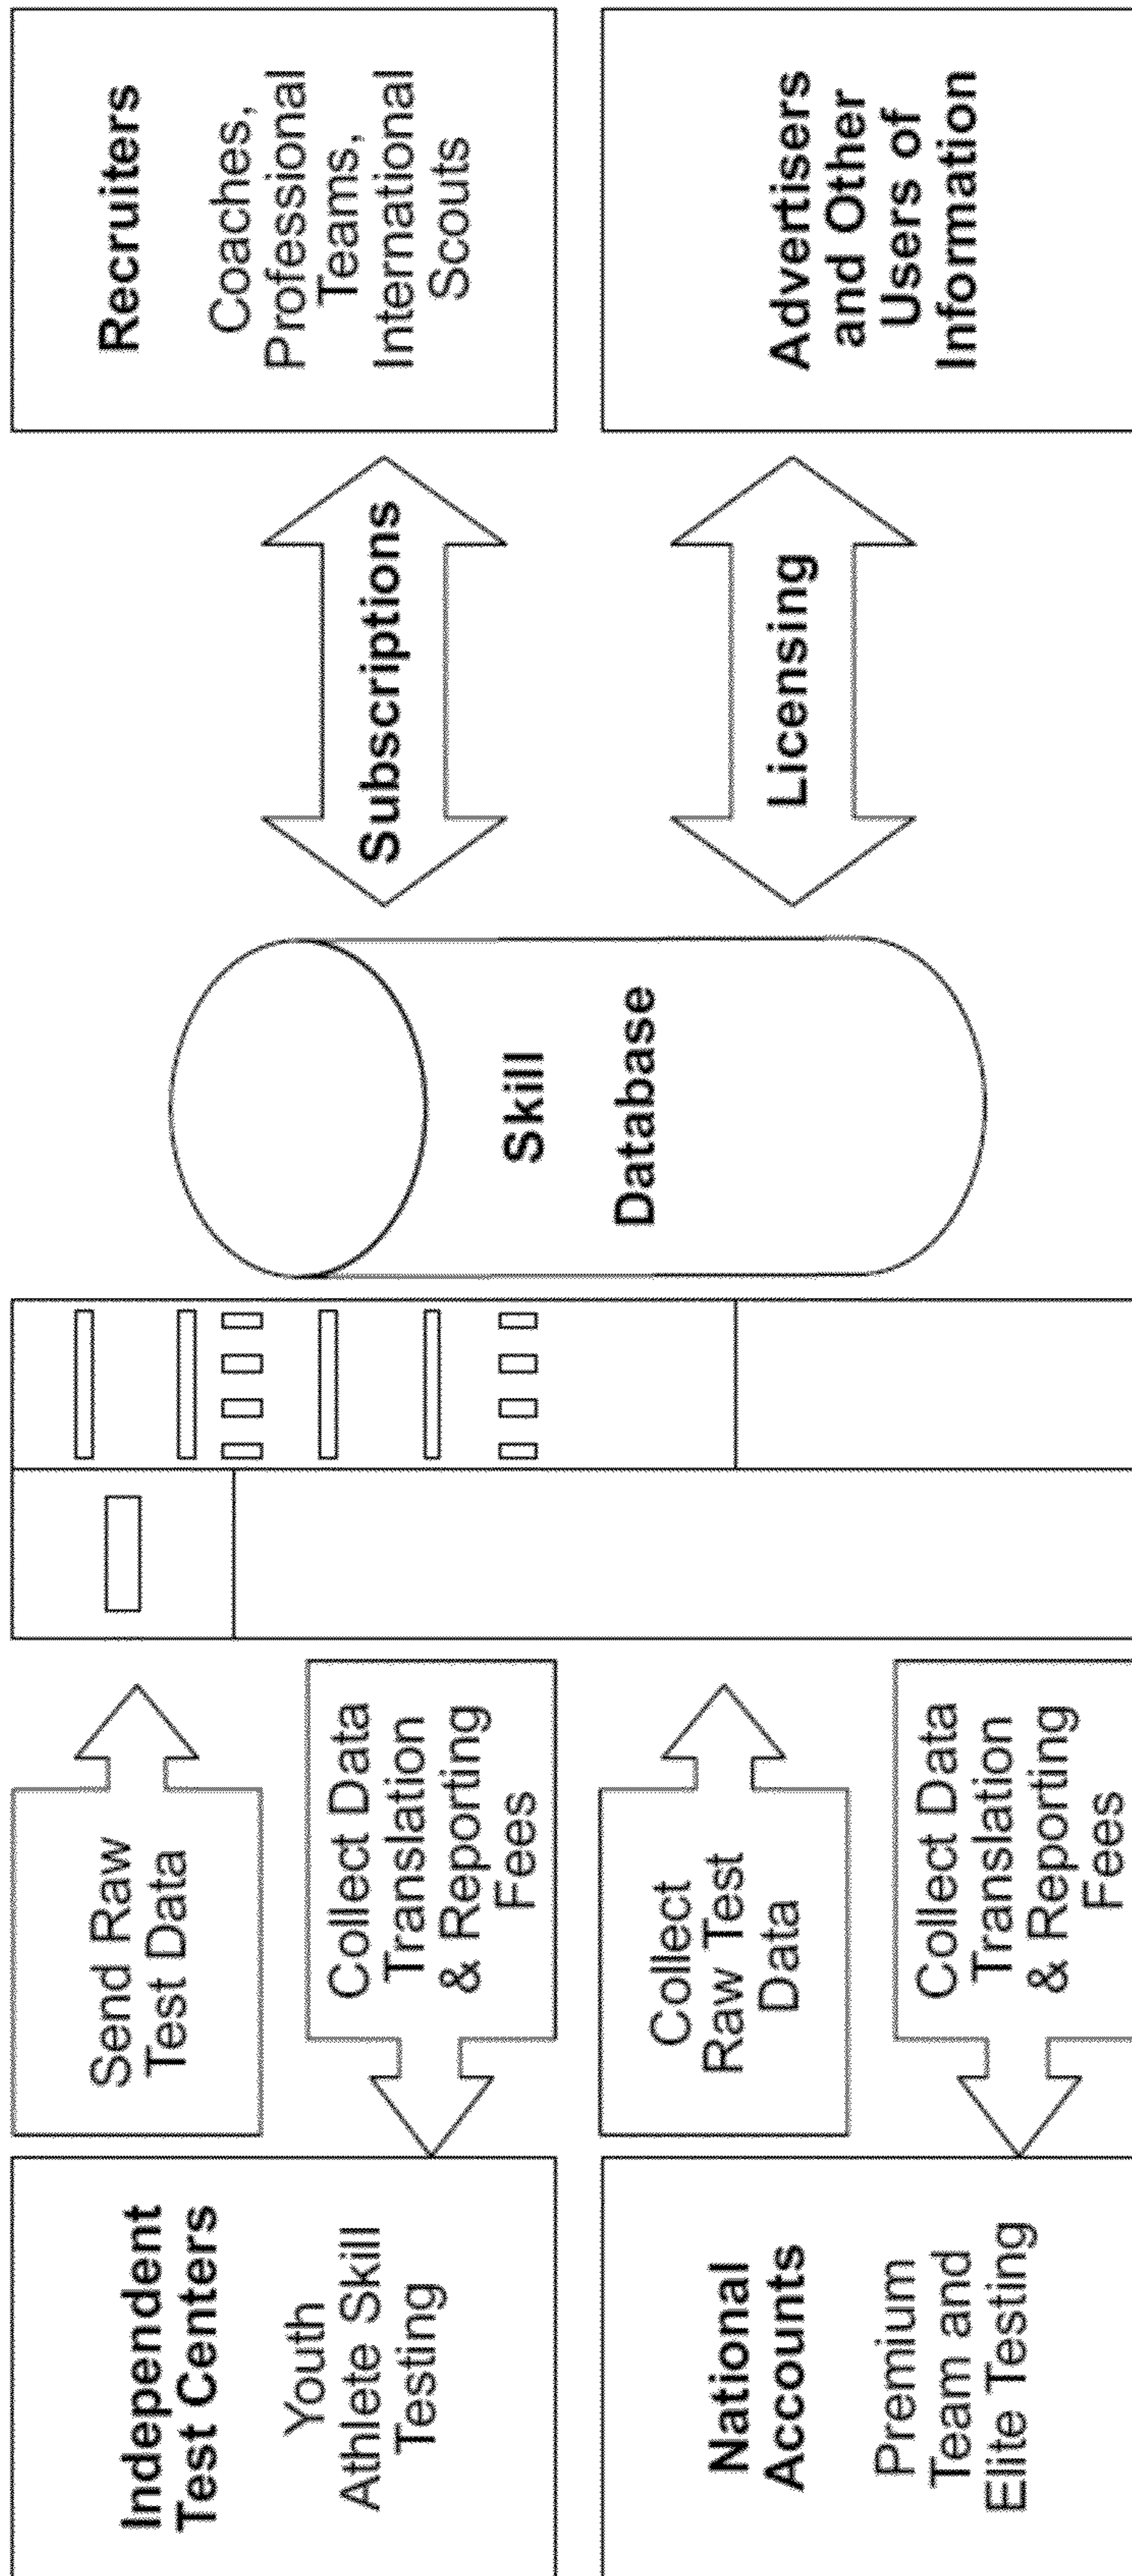 Independent
Test Centers
Youth
Athlete Skill
Testing
National
Accounts
Premium
Team and
Elite Testing
Send Raw
Test Data
Collect Data
Translation
& Reporting
Fees
Collect
Raw Test
Data
Collect Data
Translation
& Reporting
Fees
Skill
Database
Subscriptions
Licensing
Recruiters
Coaches,
Professional
Teams,
International
Scouts
Advertisers
and Other
Users of
Information